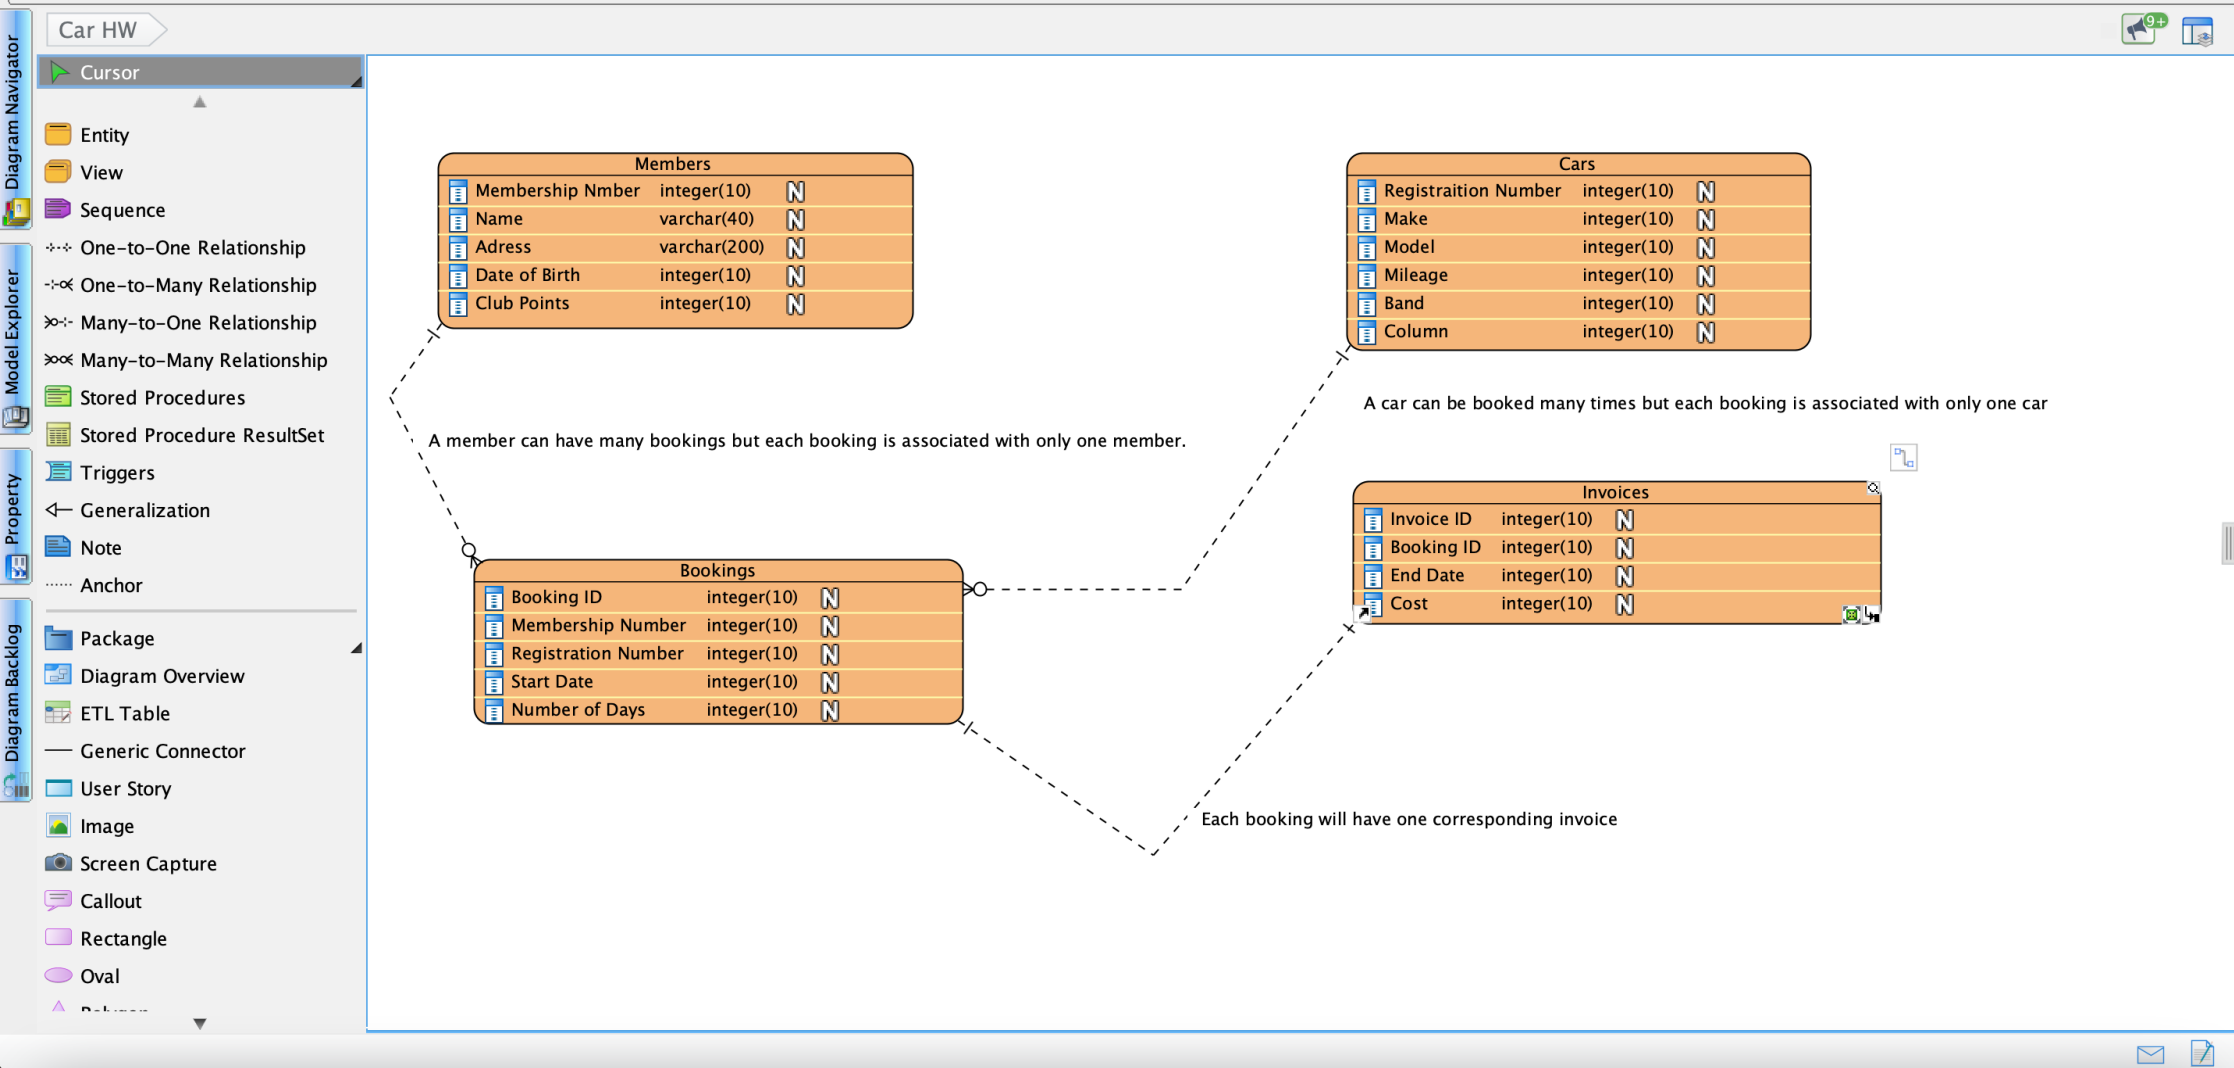 Car HW
9+
Diagram Navigator
Model Explorer
Property
Diagram Backlog
Cursor
Entity
View
Sequence
One-to-One Relationship
One-to-Many Relationship
Many-to-One Relationship
Many-to-Many Relationship
Stored Procedures
Stored Procedure ResultSet
Triggers
Generalization
Note
Anchor
Package
Diagram Overview
ETL Table
Generic Connector
User Story
Image
Screen Capture
Callout
Rectangle
Oval
Members
Membership Nmber integer(10) N
Name varchar(40) N
Adress varchar(200) N
Date of Birth integer(10) N
Club Points integer(10) N
Cars
Registraition Number integer(10) N
Make integer(10) N
Model integer(10) N
Mileage integer(10) N
Band integer(10) N
Column integer(10) N
A car can be booked many times but each booking is associated with only one car
A member can have many bookings but each booking is associated with only one member.
Invoices
Invoice ID integer(10) N
Booking ID integer(10) N
End Date integer(10) N
Cost integer(10) N
Bookings
Booking ID integer(10) N
Membership Number integer(10) N
Registration Number integer(10) N
Start Date integer(10) N
Number of Days integer(10) N
Each booking will have one corresponding invoice